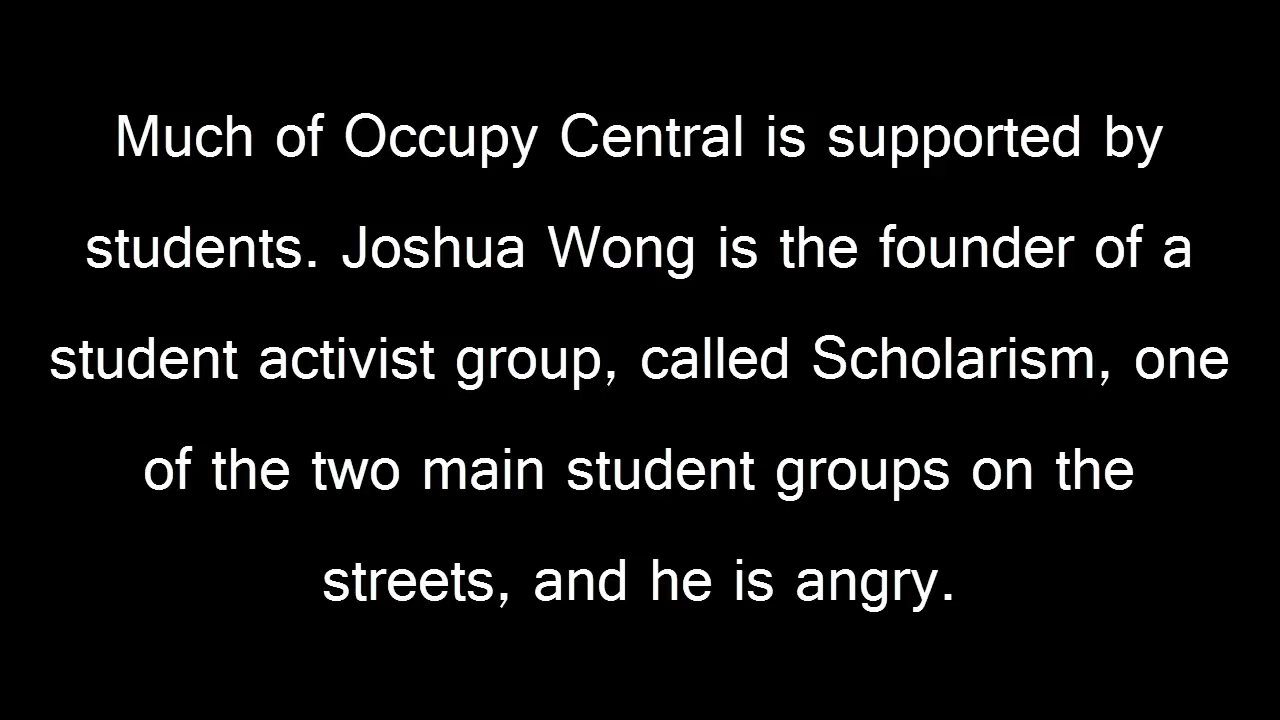 Much of Occupy Central is supported by
students. Joshua Wong is the founder of a
student activist group, called Scholarism, one
of the two main student groups on the
streets, and he is angry.